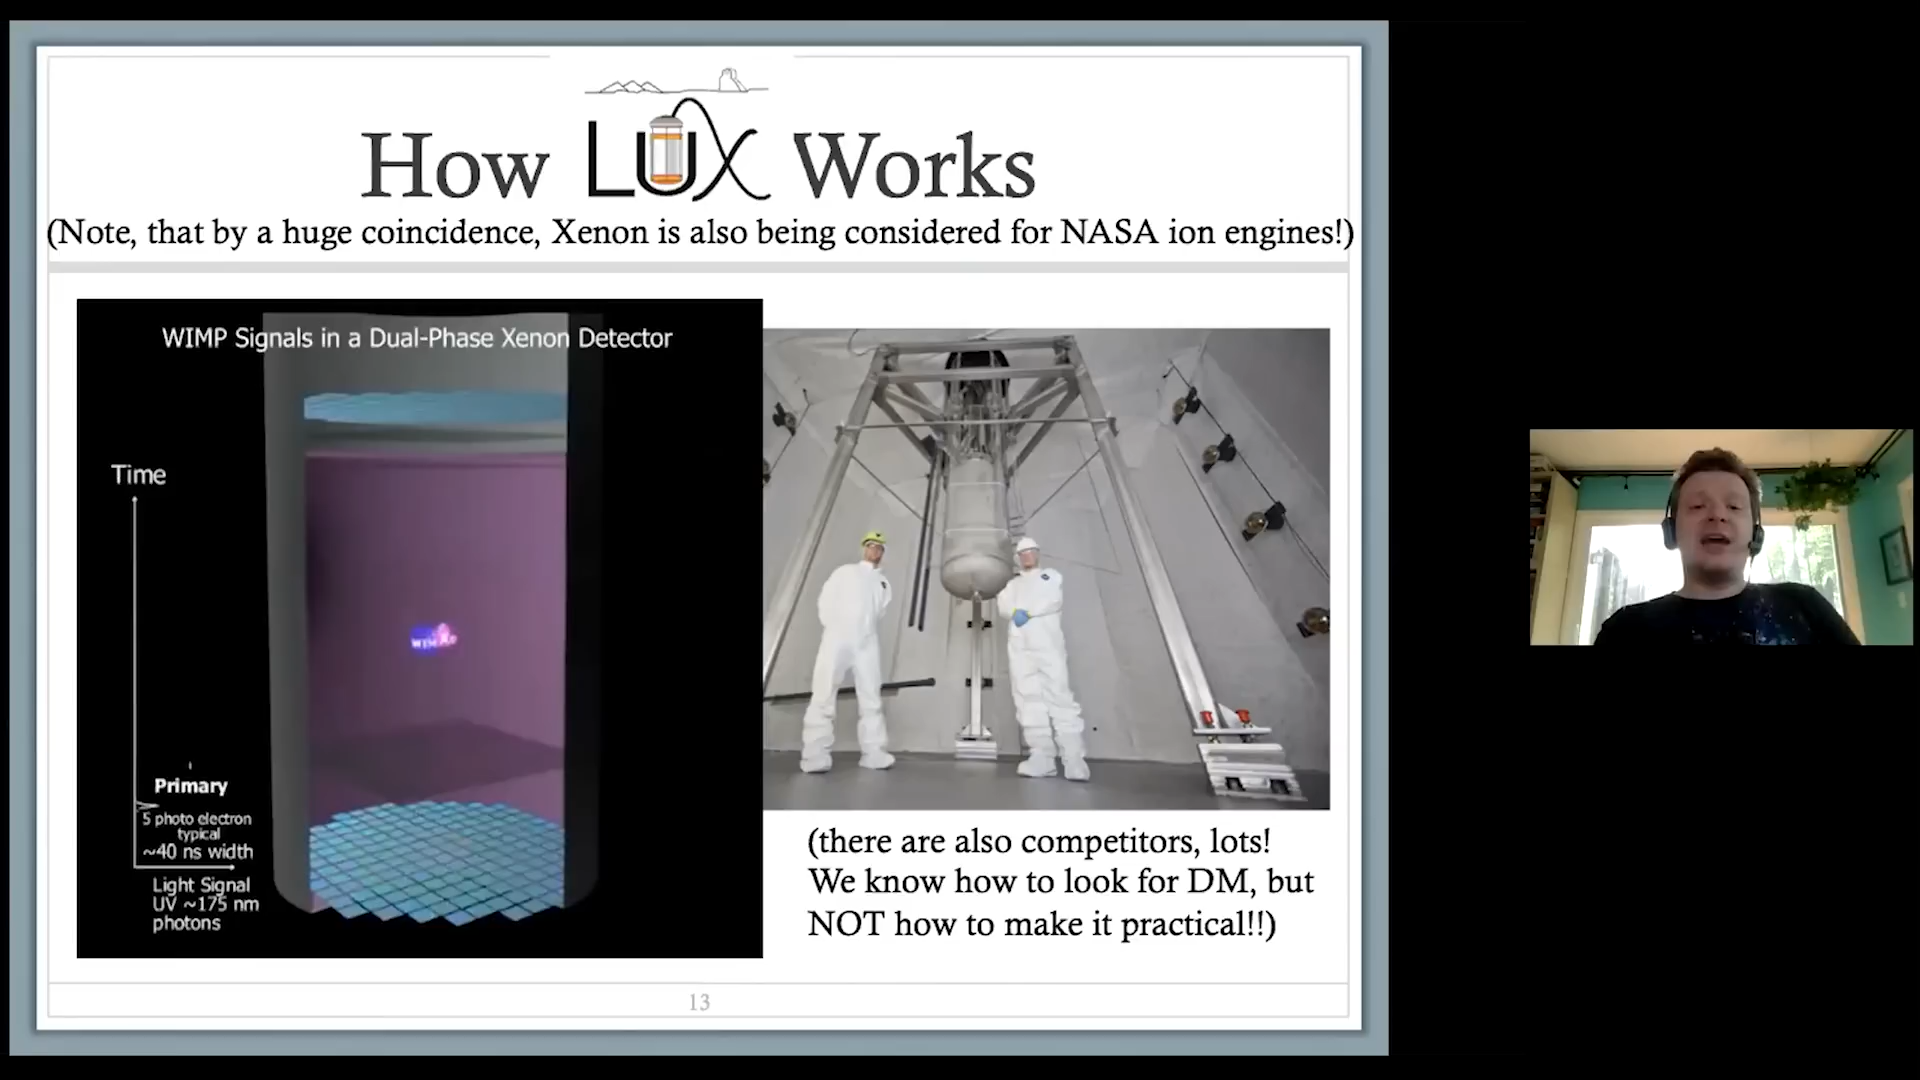 How LUX Works
(Note, that by a huge coincidence, Xenon is also being considered for NASA ion engines!)
WIMP Signals in a Dual-Phase Xenon Detector
Time
WIMP
Primary
5 photo electron
typical
~40 ns width
Light Signal
UV ~175 nm
photons
(there are also competitors, lots!
We know how to look for DM, but
NOT how to make it practical!!)
13